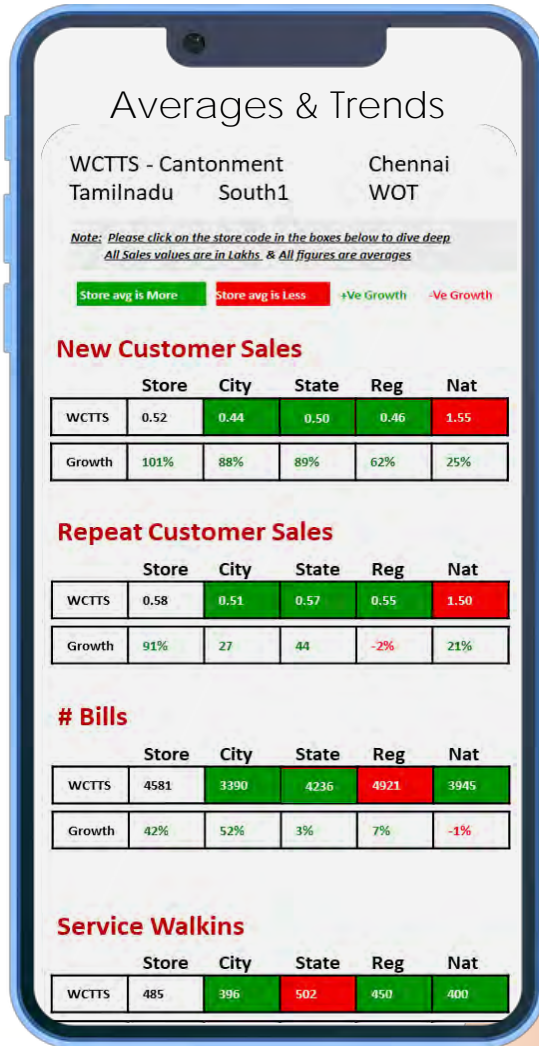 Averages & Trends
WCTTS - Cantonment Chennai
Tamilnadu South1 WOT
Note: Please click on the store code in the boxes below to dive deep
All Sales values are in Lakhs & All figures are averages
Store avg is More Store avg is Less +Ve Growth -Ve Growth
New Customer Sales
Store City State Reg Nat
WCTTS 0.52 0.44 0.50 0.46 1.55
Growth 101% 88% 89% 62% 25%
Repeat Customer Sales
Store City State Reg Nat
WCTTS 0.58 0.51 0.57 0.55 1.50
Growth 91% 27 44 -2% 21%
# Bills
Store City State Reg Nat
WCTTS 4581 3390 4236 4921 3945
Growth 42% 52% 3% 7% -1%
Service Walkins
Store City State Reg Nat
WCTTS 485 396 502 450 400